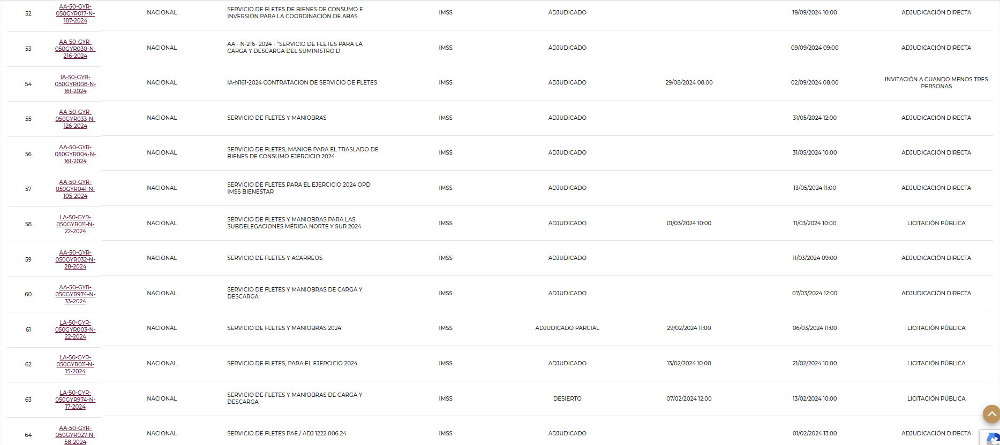 52
AA-50-GYR-
050GYR017-N-
187-2024
NACIONAL
SERVICIO DE FLETES DE BIENES DE CONSUMO E
INVERSIÓN PARA LA COORDINACIÓN DE ABAS
IMSS
ADJUDICADO
19/09/2024 10:00
ADJUDICACIÓN DIRECTA
53
AA-50-GYR-
050GYR030-N-
216-2024
NACIONAL
AA - N-216- 2024 - “SERVICIO DE FLETES PARA LA
CARGA Y DESCARGA DEL SUMINISTRO D
IMSS
ADJUDICADO
09/09/2024 09:00
ADJUDICACIÓN DIRECTA
54
IA-50-GYR-
050GYR008-N-
161-2024
NACIONAL
IA-N161-2024 CONTRATACION DE SERVICIO DE FLETES
IMSS
ADJUDICADO
29/08/2024 08:00
02/09/2024 08:00
INVITACIÓN A CUANDO MENOS TRES
PERSONAS
55
AA-50-GYR-
050GYR033-N-
126-2024
NACIONAL
SERVICIO DE FLETES Y MANIOBRAS
IMSS
ADJUDICADO
31/05/2024 12:00
ADJUDICACIÓN DIRECTA
56
AA-50-GYR-
050GYR004-N-
161-2024
NACIONAL
SERVICIO DE FLETES, MANIOB PARA EL TRASLADO DE
BIENES DE CONSUMO EJERCICIO 2024
IMSS
ADJUDICADO
31/05/2024 10:00
ADJUDICACIÓN DIRECTA
57
AA-50-GYR-
050GYR041-N-
105-2024
NACIONAL
SERVICIO DE FLETES PARA EL EJERCICIO 2024 OPD
IMSS BIENESTAR
IMSS
ADJUDICADO
13/05/2024 11:00
ADJUDICACIÓN DIRECTA
58
LA-50-GYR-
050GYR011-N-
22-2024
NACIONAL
SERVICIO DE FLETES Y MANIOBRAS PARA LAS
SUBDELEGACIONES MÉRIDA NORTE Y SUR 2024
IMSS
ADJUDICADO
01/03/2024 10:00
11/03/2024 10:00
LICITACIÓN PÚBLICA
59
AA-50-GYR-
050GYR032-N-
28-2024
NACIONAL
SERVICIO DE FLETES Y ACARREOS
IMSS
ADJUDICADO
11/03/2024 09:00
ADJUDICACIÓN DIRECTA
60
AA-50-GYR-
050GYR974-N-
33-2024
NACIONAL
SERVICIO DE FLETES Y MANIOBRAS DE CARGA Y
DESCARGA
IMSS
ADJUDICADO
07/03/2024 12:00
ADJUDICACIÓN DIRECTA
61
LA-50-GYR-
050GYR003-N-
22-2024
NACIONAL
SERVICIO DE FLETES Y MANIOBRAS 2024
IMSS
ADJUDICADO PARCIAL
29/02/2024 11:00
06/03/2024 11:00
LICITACIÓN PÚBLICA
62
LA-50-GYR-
050GYR011-N-
15-2024
NACIONAL
SERVICIO DE FLETES, PARA EL EJERCICIO 2024
IMSS
ADJUDICADO
13/02/2024 10:00
21/02/2024 10:00
LICITACIÓN PÚBLICA
63
LA-50-GYR-
050GYR974-N-
17-2024
NACIONAL
SERVICIO DE FLETES Y MANIOBRAS DE CARGA Y
DESCARGA
IMSS
DESIERTO
07/02/2024 12:00
13/02/2024 10:00
LICITACIÓN PÚBLICA
64
AA-50-GYR-
050GYR027-N-
58-2024
NACIONAL
SERVICIO DE FLETES PAE / ADJ 1222 006 24
IMSS
ADJUDICADO
01/02/2024 13:00
ADJUDICACIÓN DIRECTA